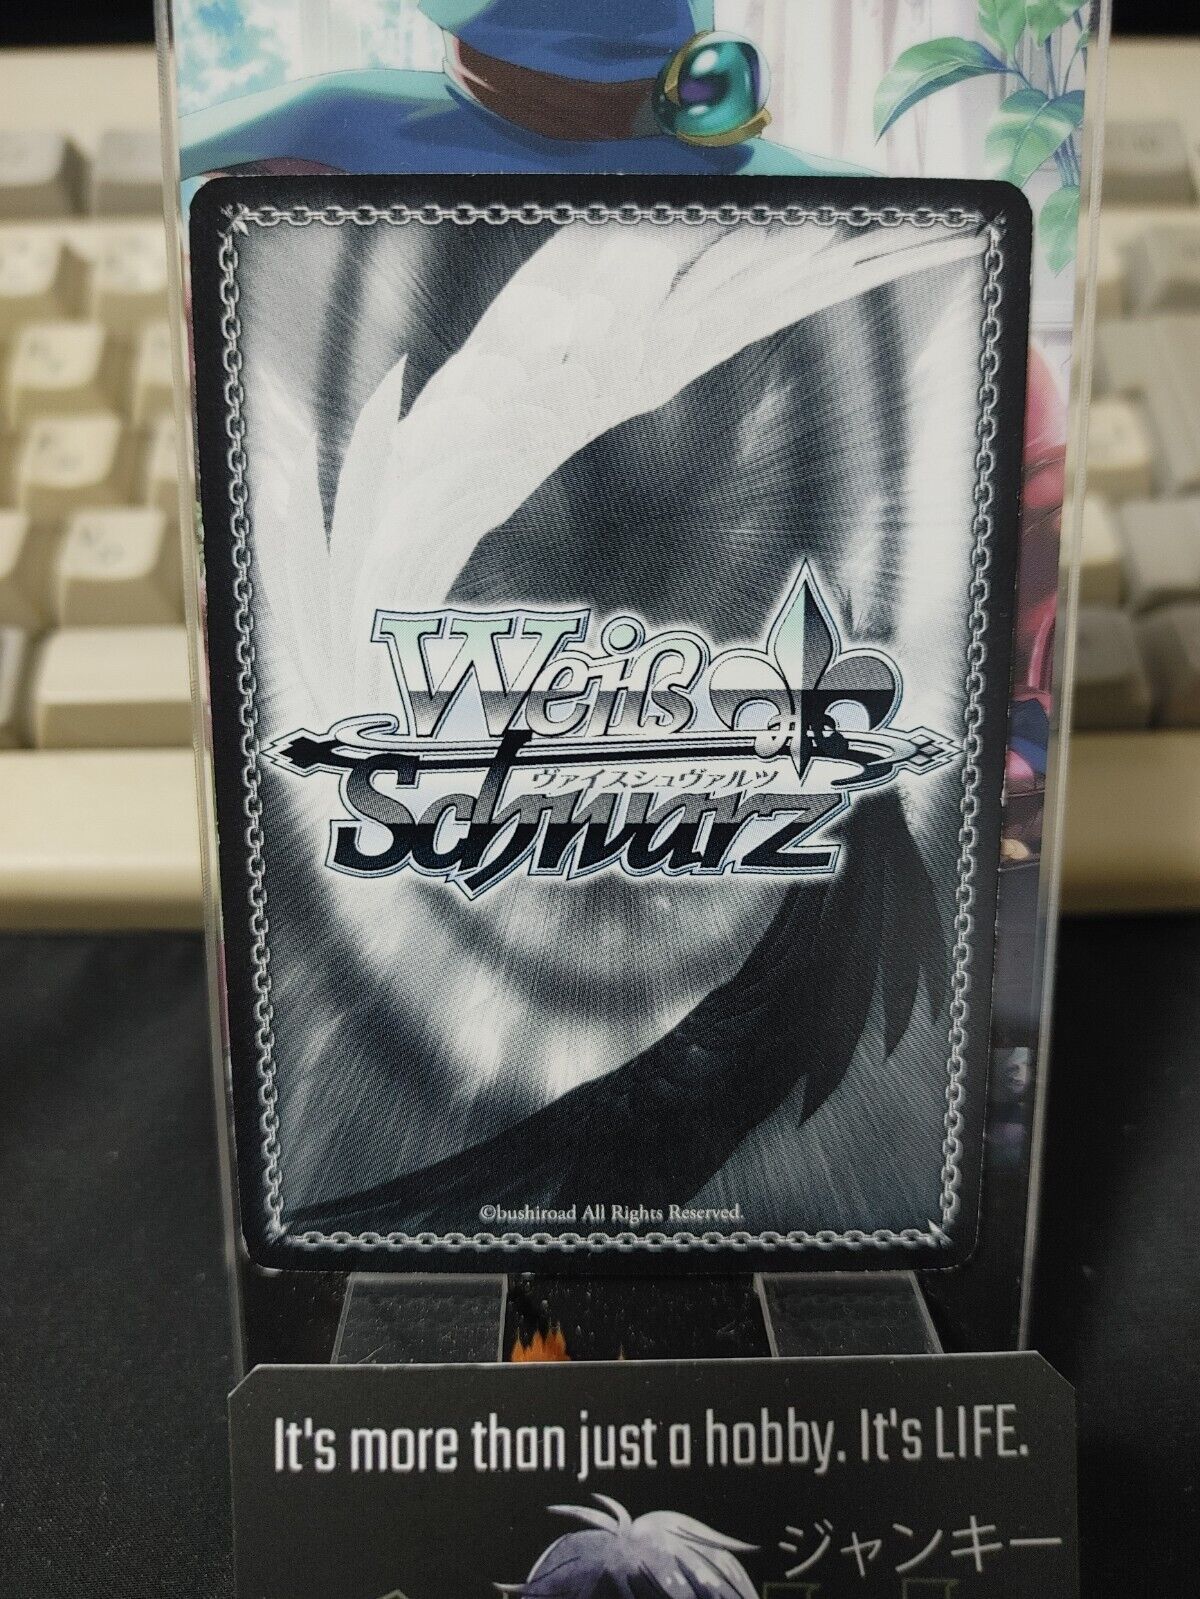 Weiß
ヴァイスシュヴァルツ
Schwarz
©bushiroad All Rights Reserved.
It's more than just a hobby. It's LIFE.
ジャンキー